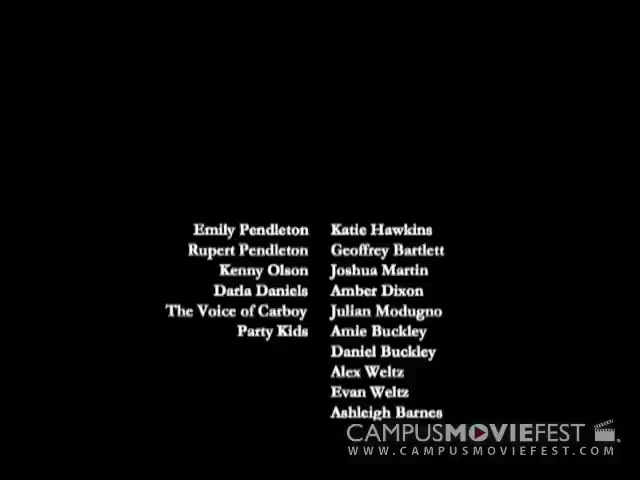 Emily Pendleton Katie Hawkins
Rupert Pendleton Geoffrey Bartlett
Kenny Olson Joshua Martin
Darla Daniels Amber Dixon
The Voice of Carboy Julian Modugno
Party Kids Amie Buckley
Daniel Buckley
Alex Weltz
Evan Weltz
Ashleigh Barnes
CAMPUSMOVIEFEST
WWW.CAMPUSMOVIEFEST.COM